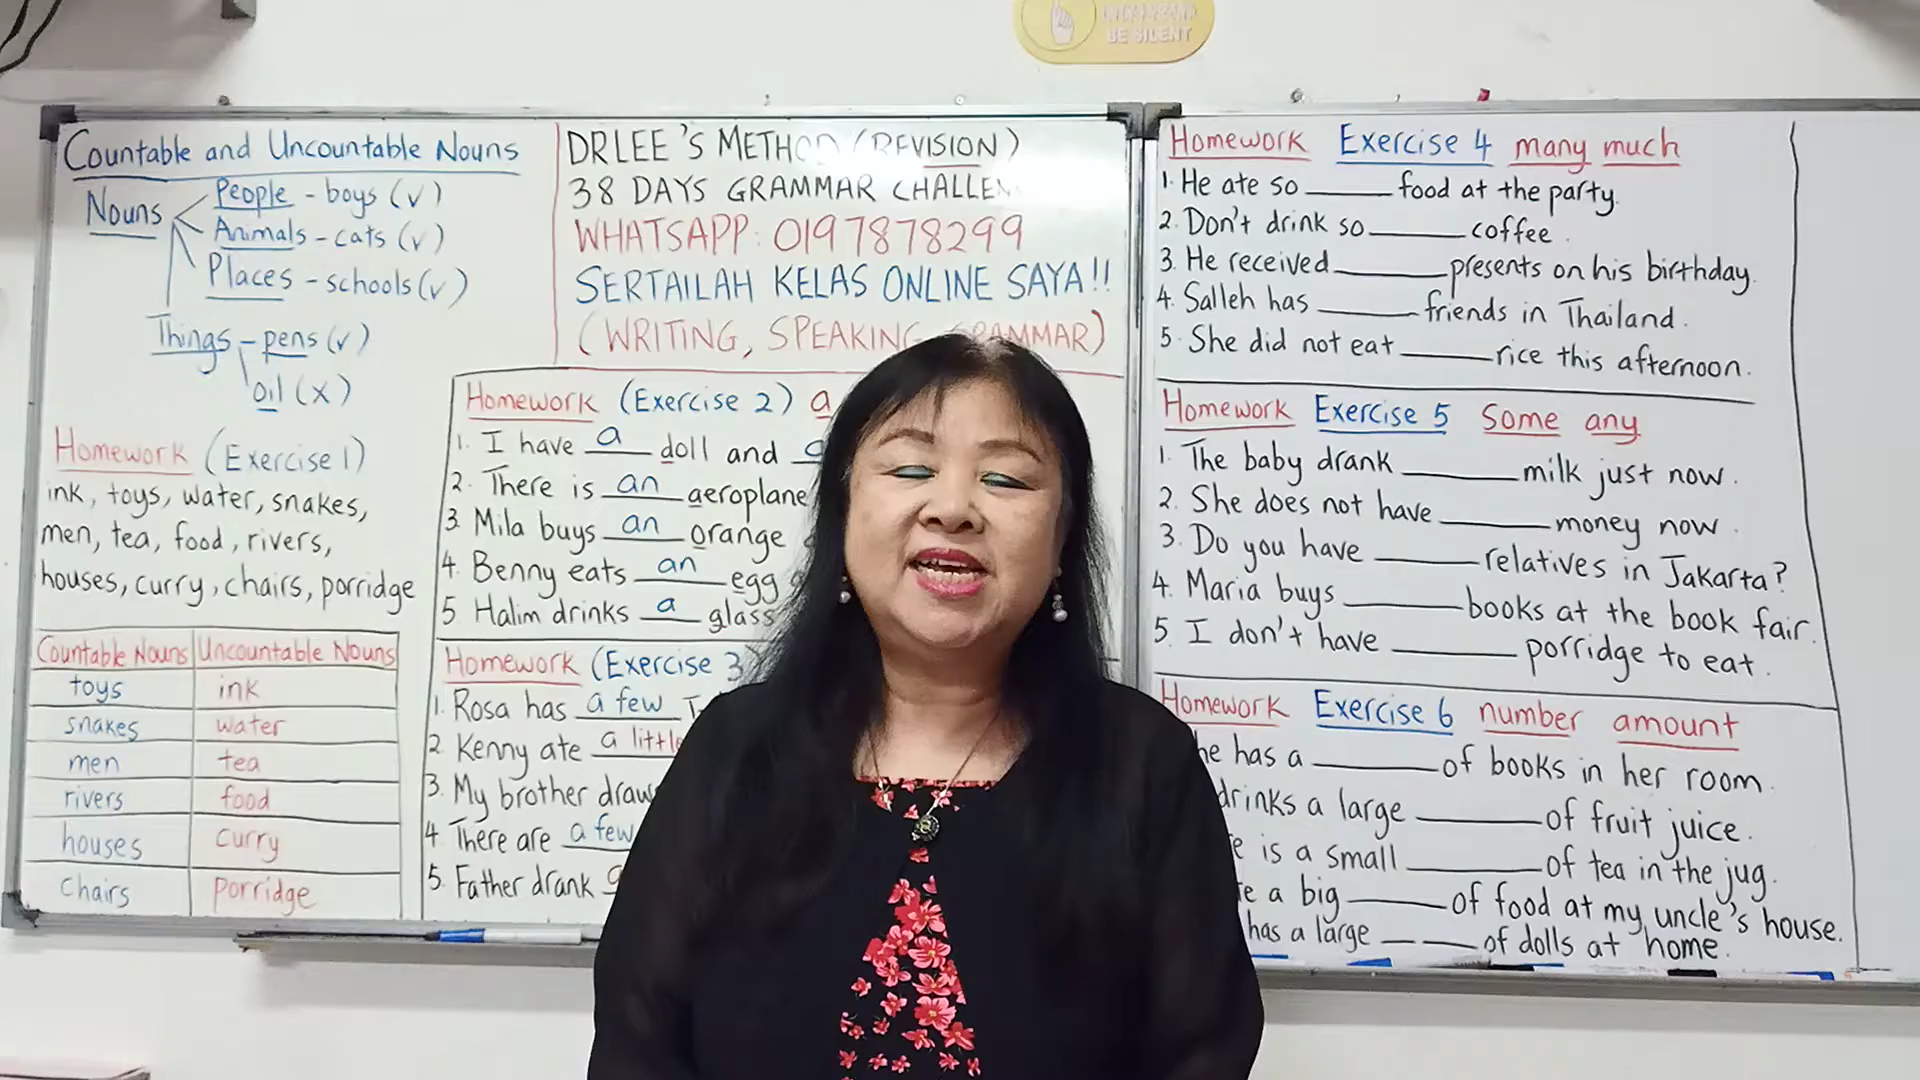 BE SILENT
Countable and Uncountable Nouns
Nouns
People - boys (√)
Animals - cats (√)
Places - schools (√)
Things - pens (√)
oil (x)
Homework (Exercise 1)
ink, toys, water, snakes,
men, tea, food, rivers,
houses, curry, chairs, porridge
Countable Nouns Uncountable Nouns
toys ink
snakes water
men tea
rivers food
houses curry
chairs porridge
DR LEE'S METHOD (REVISION)
38 DAYS GRAMMAR
WHATSAPP: 0197878299
SERTAILAH KELAS ONLINE SAYA!!
(WRITING, SPEAKING, GRAMMAR)
Homework (Exercise 2) a
1. I have a doll and
2. There is an aeroplane
3. Mila buys an orange
4. Benny eats an egg
5 Halim drinks a glass
Homework (Exercise 3)
1. Rosa has a few
2. Kenny ate a little
3. My brother
4 There are a few
5. Father drank
Homework Exercise 4 many much
1. He ate so ______ food at the party.
2. Don't drink so ______ coffee.
3. He received ______ presents on his birthday.
4. Salleh has ______ friends in Thailand.
5. She did not eat ______ rice this afternoon.
Homework Exercise 5 some any
1. The baby drank ______ milk just now.
2. She does not have ______ money now.
3. Do you have ______ relatives in Jakarta?
4. Maria buys ______ books at the book fair.
5. I don't have ______ porridge to eat.
Homework Exercise 6 number amount
has a ______ of books in her room.
drinks a large ______ of fruit juice.
is a small ______ of tea in the jug.
a big ______ of food at my uncle's house.
has a large ______ of dolls at home.